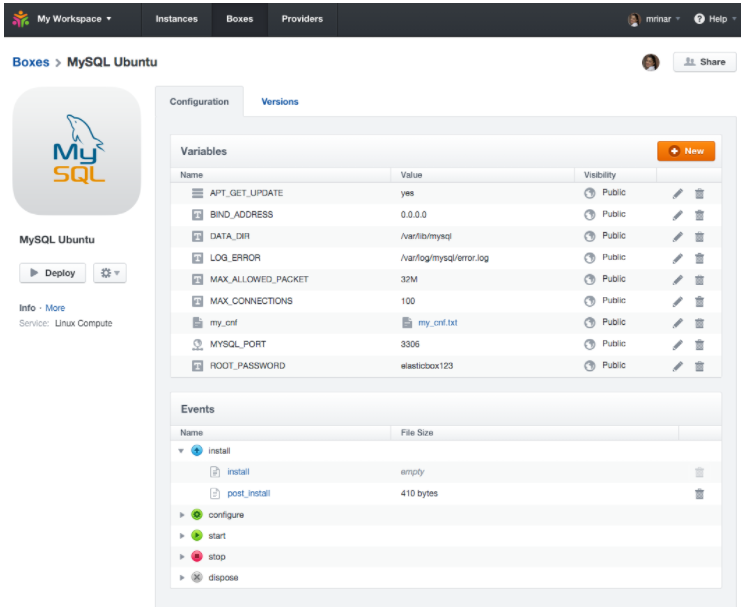 My Workspace Instances Boxes Providers mrinar Help
Boxes > MySQL Ubuntu Share
Configuration Versions
MySQL
MySQL Ubuntu
Deploy
Info · More
Service: Linux Compute
Variables New
Name Value Visibility
APT_GET_UPDATE yes Public
BIND_ADDRESS 0.0.0.0 Public
DATA_DIR /var/lib/mysql Public
LOG_ERROR /var/log/mysql/error.log Public
MAX_ALLOWED_PACKET 32M Public
MAX_CONNECTIONS 100 Public
my_cnf my_cnf.txt Public
MYSQL_PORT 3306 Public
ROOT_PASSWORD elasticbox123 Public
Events
Name File Size
install
install empty
post_install 410 bytes
configure
start
stop
dispose